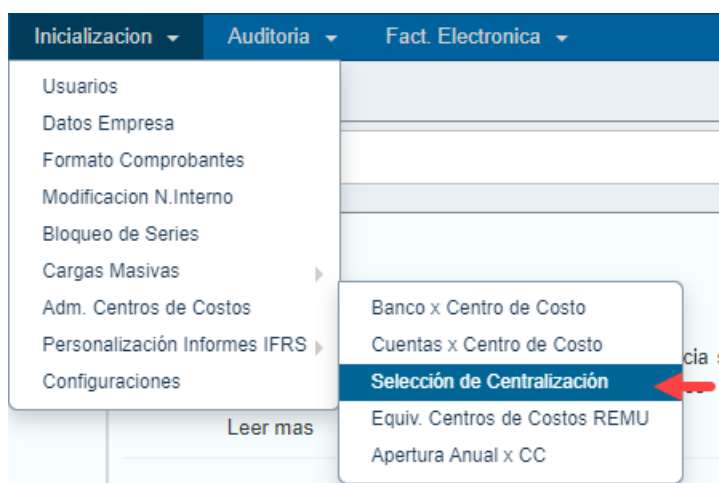 Inicializacion Auditoria Fact. Electronica
Usuarios
Datos Empresa
Formato Comprobantes
Modificacion N.Interno
Bloqueo de Series
Cargas Masivas
Adm. Centros de Costos
Personalización Informes IFRS
Configuraciones
Banco x Centro de Costo
Cuentas x Centro de Costo
Selección de Centralización
Equiv. Centros de Costos REMU
Apertura Anual x CC
Leer mas